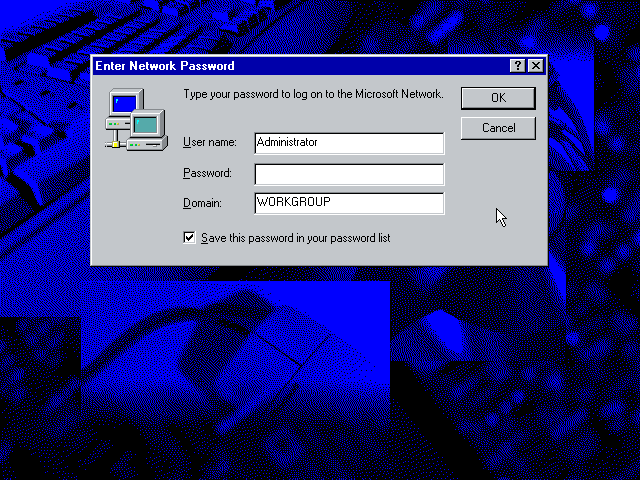 Enter Network Password
Type your password to log on to the Microsoft Network.
OK
Cancel
User name: Administrator
Password:
Domain: WORKGROUP
Save this password in your password list